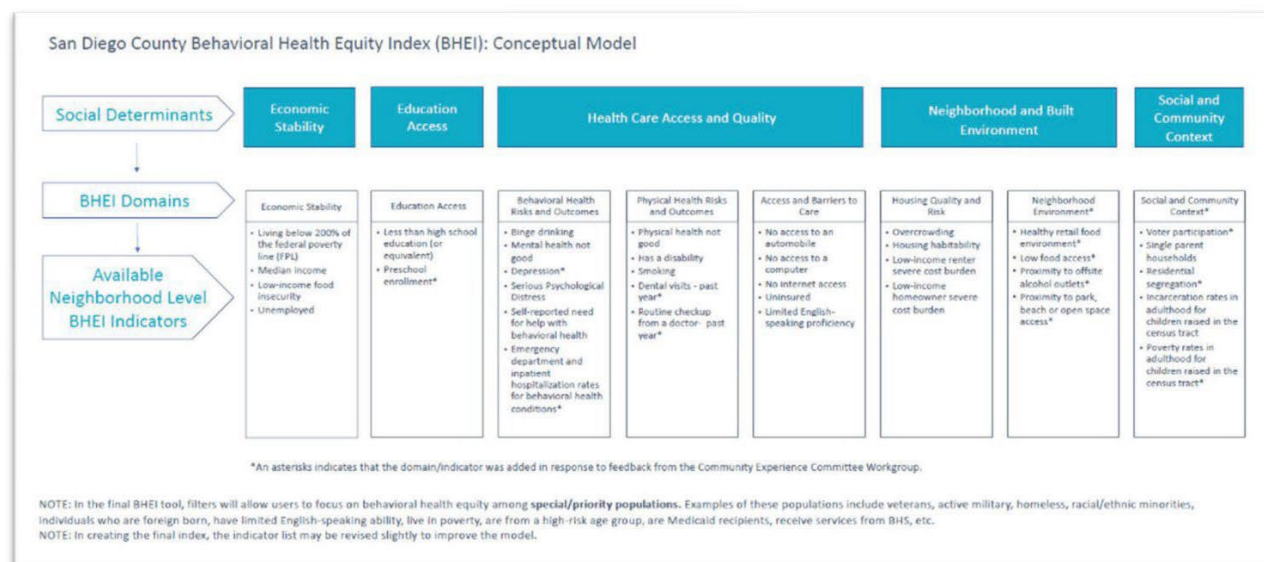 San Diego County Behavioral Health Equity Index (BHEI): Conceptual Model
Social Determinants
Economic
Stability
Education
Access
Health Care Access and Quality
Neighborhood and Built
Environment
Social and
Community
Context
BHEI Domains
Available
Neighborhood Level
BHEI Indicators
Economic Stability
• Living below 200% of
the federal poverty
line (FPL)
• Median income
• Low-income food
insecurity
• Unemployed
Education Access
• Less than high school
education (or
equivalent)
• Preschool
enrollment*
Behavioral Health
Risks and Outcomes
• Binge drinking
• Mental health not
good
• Depression*
• Serious Psychological
Distress
• Self-reported need
for help with
behavioral health
• Emergency
department and
inpatient
hospitalization rates
for behavioral health
conditions*
Physical Health Risks
and Outcomes
• Physical health not
good
• Has a disability
• Smoking
• Dental visits - past
year*
• Routine checkup
from a doctor- past
year*
Access and Barriers to
Care
• No access to an
automobile
• No access to a
computer
• No internet access
• Uninsured
• Limited English-
speaking proficiency
Housing Quality and
Risk
• Overcrowding
• Housing habitability
• Low-income renter
severe cost burden
• Low-income
homeowner severe
cost burden
Neighborhood
Environment*
• Healthy retail food
environment*
• Low food access*
• Proximity to offsite
alcohol outlets*
• Proximity to park,
beach or open space
access*
Social and Community
Context*
• Voter participation*
• Single parent
households
• Residential
segregation*
• Incarceration rates in
adulthood for
children raised in the
census tract
• Poverty rates in
adulthood for
children raised in the
census tract*
*An asterisks indicates that the domain/indicator was added in response to feedback from the Community Experience Committee Workgroup.
NOTE: In the final BHEI tool, filters will allow users to focus on behavioral health equity among special/priority populations. Examples of these populations include veterans, active military, homeless, racial/ethnic minorities,
individuals who are foreign born, have limited English-speaking ability, live in poverty, are from a high-risk age group, are Medicaid recipients, receive services from BHS, etc.
NOTE: In creating the final index, the indicator list may be revised slightly to improve the model.